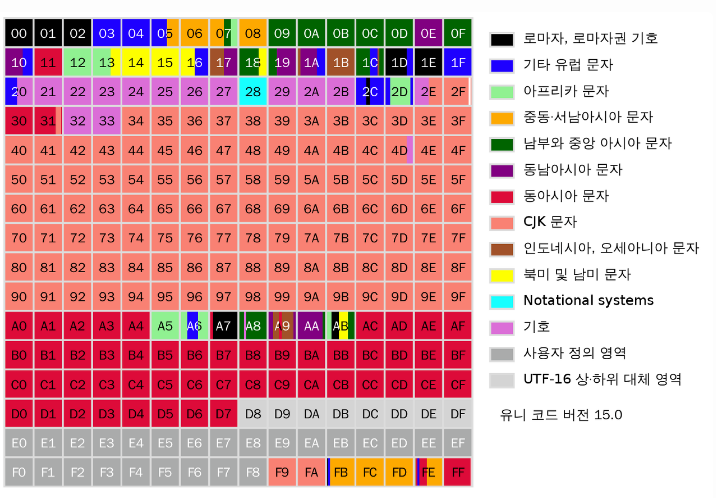 00 01 02 03 04 05 06 07 08 09 0A 0B 0C 0D 0E 0F
10 11 12 13 14 15 16 17 18 19 1A 1B 1C 1D 1E 1F
20 21 22 23 24 25 26 27 28 29 2A 2B 2C 2D 2E 2F
30 31 32 33 34 35 36 37 38 39 3A 3B 3C 3D 3E 3F
40 41 42 43 44 45 46 47 48 49 4A 4B 4C 4D 4E 4F
50 51 52 53 54 55 56 57 58 59 5A 5B 5C 5D 5E 5F
60 61 62 63 64 65 66 67 68 69 6A 6B 6C 6D 6E 6F
70 71 72 73 74 75 76 77 78 79 7A 7B 7C 7D 7E 7F
80 81 82 83 84 85 86 87 88 89 8A 8B 8C 8D 8E 8F
90 91 92 93 94 95 96 97 98 99 9A 9B 9C 9D 9E 9F
A0 A1 A2 A3 A4 A5 A6 A7 A8 A9 AA AB AC AD AE AF
B0 B1 B2 B3 B4 B5 B6 B7 B8 B9 BA BB BC BD BE BF
C0 C1 C2 C3 C4 C5 C6 C7 C8 C9 CA CB CC CD CE CF
D0 D1 D2 D3 D4 D5 D6 D7 D8 D9 DA DB DC DD DE DF
E0 E1 E2 E3 E4 E5 E6 E7 E8 E9 EA EB EC ED EE EF
F0 F1 F2 F3 F4 F5 F6 F7 F8 F9 FA FB FC FD FE FF
로마자, 로마자권 기호
기타 유럽 문자
아프리카 문자
중동·서남아시아 문자
남부와 중앙 아시아 문자
동남아시아 문자
동아시아 문자
CJK 문자
인도네시아, 오세아니아 문자
북미 및 남미 문자
Notational systems
기호
사용자 정의 영역
UTF-16 상·하위 대체 영역
유니 코드 버전 15.0